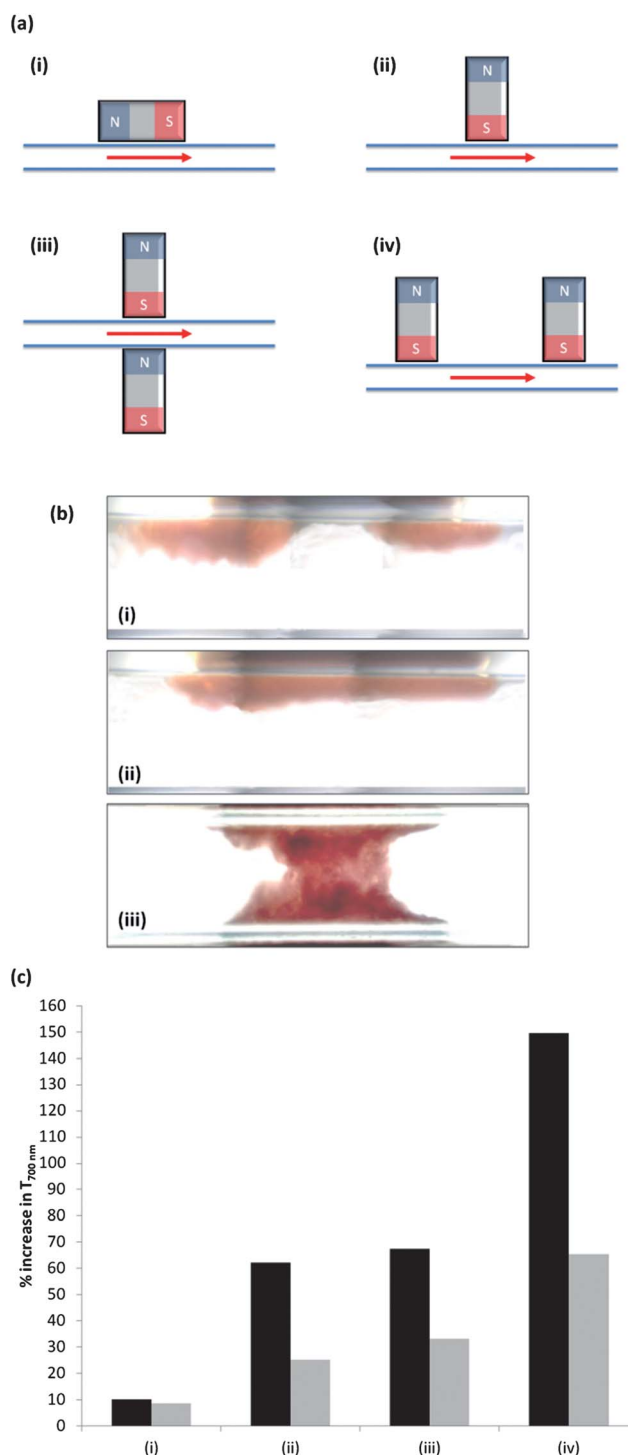 (a)
(i)
(ii)
N S
N
S
(iii)
(iv)
N
S
N
S
N
S
N
S
(b)
(i)
(ii)
(iii)
(c)
% increase in T700 nm
160
150
140
130
120
110
100
90
80
70
60
50
40
30
20
10
0
(i) (ii) (iii) (iv)